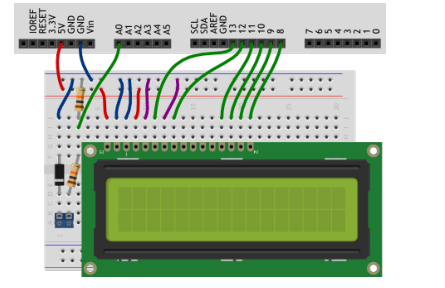 IOREF
RESET
3.3V
5V
GND
GND
Vin
A0
A1
A2
A3
A4
A5
SCL
SDA
AREF
GND
13
12
11
10
9
8
7
6
5
4
3
2
1
0